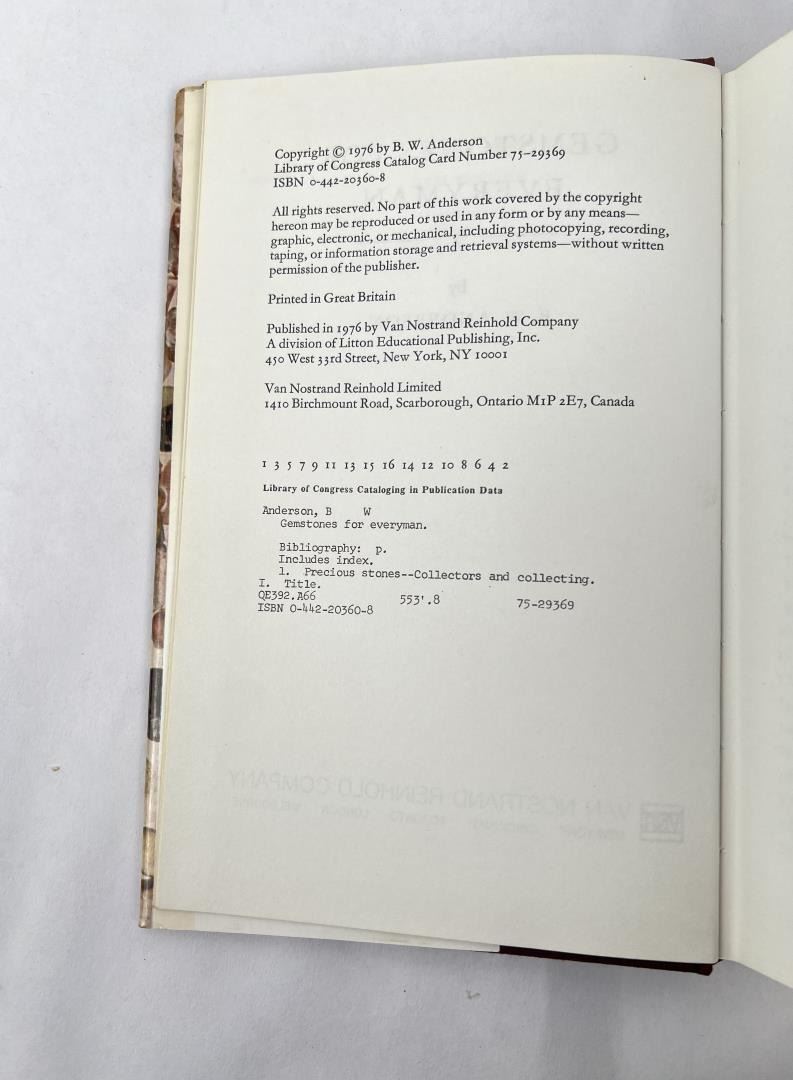 Copyright © 1976 by B. W. Anderson
Library of Congress Catalog Card Number 75-29369
ISBN 0-442-20360-8
All rights reserved. No part of this work covered by the copyright
hereon may be reproduced or used in any form or by any means—
graphic, electronic, or mechanical, including photocopying, recording,
taping, or information storage and retrieval systems—without written
permission of the publisher.
Printed in Great Britain
Published in 1976 by Van Nostrand Reinhold Company
A division of Litton Educational Publishing, Inc.
450 West 33rd Street, New York, NY 10001
Van Nostrand Reinhold Limited
1410 Birchmount Road, Scarborough, Ontario M1P 2E7, Canada
1 3 5 7 9 11 13 15 16 14 12 10 8 6 4 2
Library of Congress Cataloging in Publication Data
Anderson, B W
Gemstones for everyman.
Bibliography: p.
Includes index.
1. Precious stones--Collectors and collecting.
I. Title.
QE392.A66 553'.8 75-29369
ISBN 0-442-20360-8
VAN NOSTRAND REINHOLD COMPANY